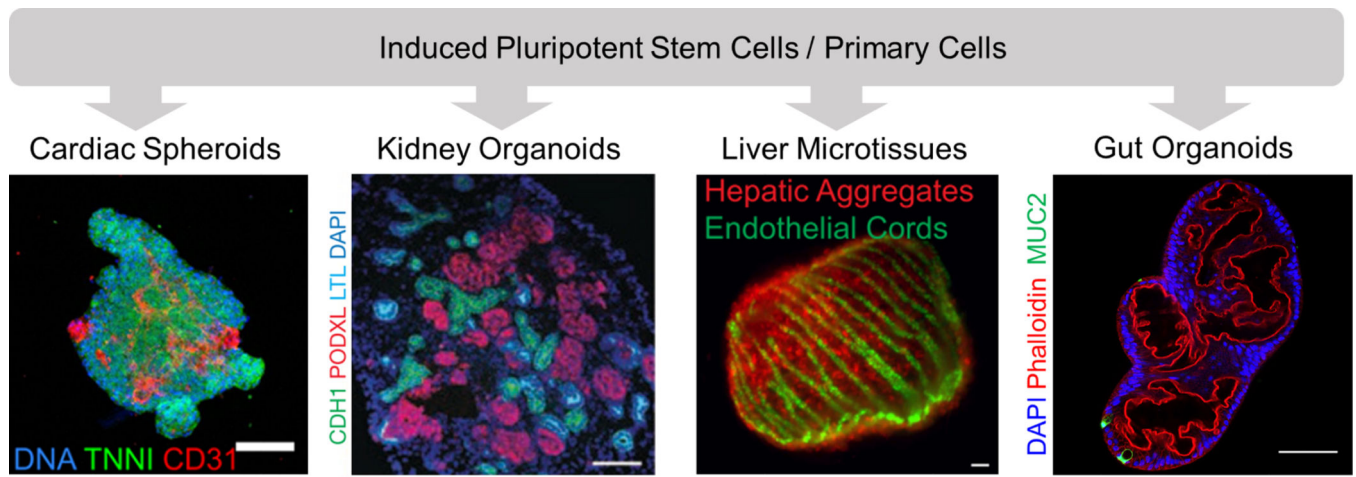 Induced Pluripotent Stem Cells / Primary Cells
Cardiac Spheroids
Kidney Organoids
Liver Microtissues
Gut Organoids
DNA TNNI CD31
CDH1 PODXL LTL DAPI
Hepatic Aggregates
Endothelial Cords
DAPI Phalloidin MUC2